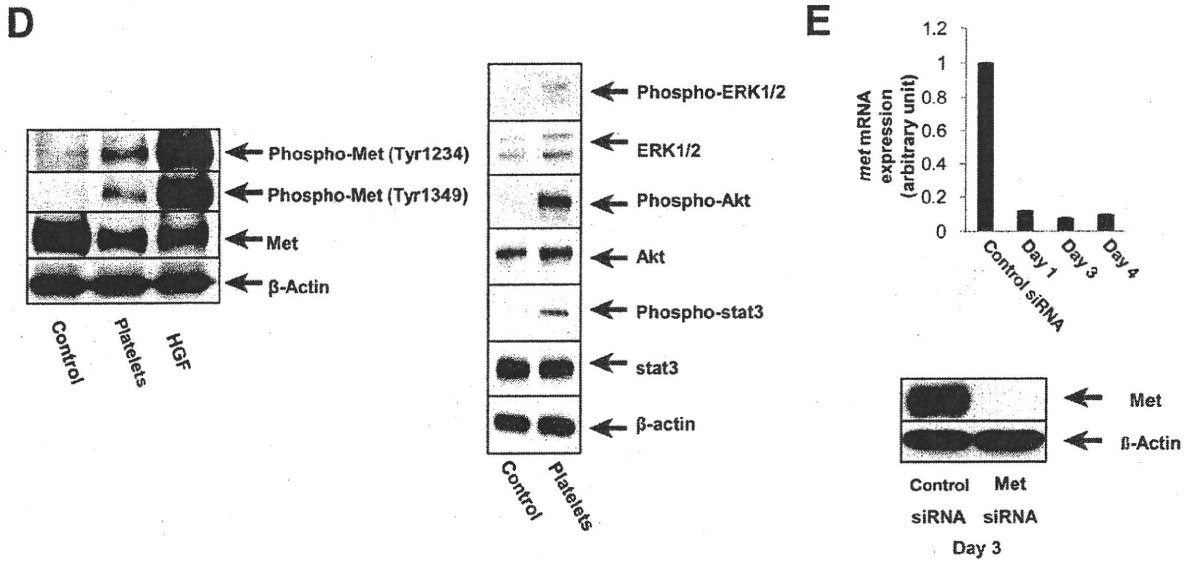 D
Phospho-Met (Tyr1234)
Phospho-Met (Tyr1349)
Met
β-Actin
Control
Platelets
HGF
Phospho-ERK1/2
ERK1/2
Phospho-Akt
Akt
Phospho-stat3
stat3
β-actin
Control
Platelets
E
met mRNA
expression
(arbitrary unit)
1.2
1
0.8
0.6
0.4
0.2
0
Control siRNA
Day 1
Day 3
Day 4
Met
ß-Actin
Control Met
siRNA siRNA
Day 3